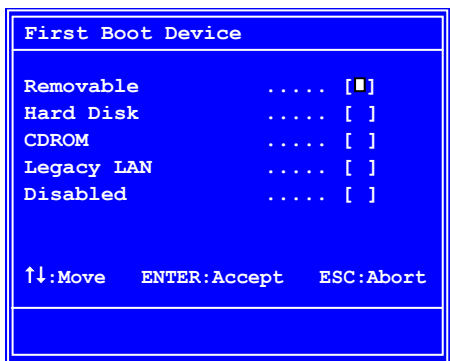 First Boot Device
Removable ..... [■]
Hard Disk ..... [ ]
CDROM ..... [ ]
Legacy LAN ..... [ ]
Disabled ..... [ ]
↑↓:Move ENTER:Accept ESC:Abort